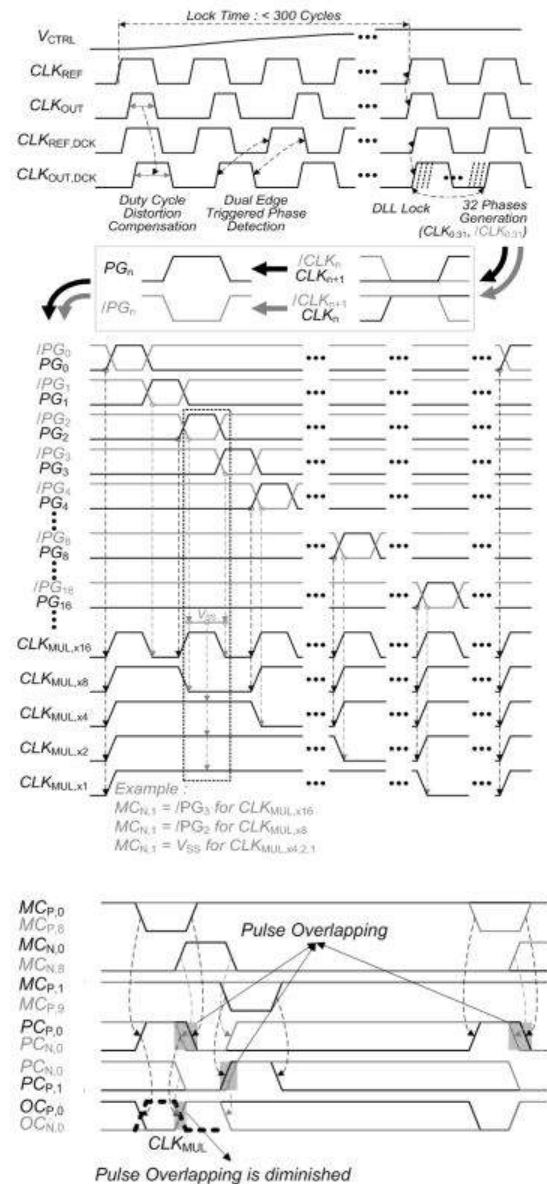 Lock Time : < 300 Cycles
VCTRL
CLKREF
CLKOUT
CLKREF,DCK
CLKOUT,DCK
Duty Cycle Distortion Compensation
Dual Edge Triggered Phase Detection
DLL Lock
32 Phases Generation
(CLK0:31, /CLK0:31)
PGn
/CLKn
CLKn+1
/PGn
/CLKn+1
CLKn
/PG0
PG0
/PG1
PG1
/PG2
PG2
/PG3
PG3
/PG4
PG4
/PG8
PG8
/PG16
PG16
VSS
CLKMUL,x16
CLKMUL,x8
CLKMUL,x4
CLKMUL,x2
CLKMUL,x1
Example :
MCN,1 = /PG3 for CLKMUL,x16
MCN,1 = /PG2 for CLKMUL,x8
MCN,1 = VSS for CLKMUL,x4,2,1
MCP,0
MCP,8
Pulse Overlapping
MCN,0
MCN,8
MCP,1
MCP,9
PCP,0
PCN,0
PCN,0
PCP,1
OCP,0
OCN,0
CLKMUL
Pulse Overlapping is diminished